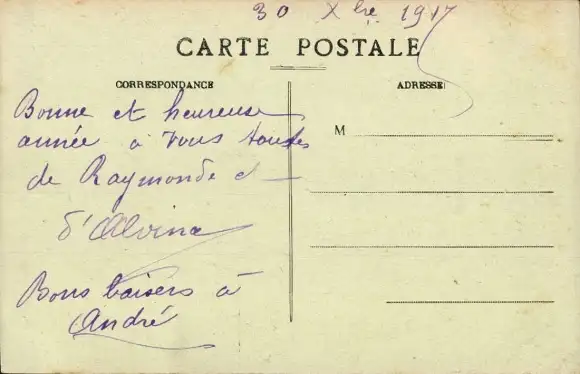 30 Xbre 1917
CARTE POSTALE
CORRESPONDANCE
ADRESSE
Bonne et heureuse
année à vous toutes
de Raymonde et
d'Alvina
Bons baisers à
André
M